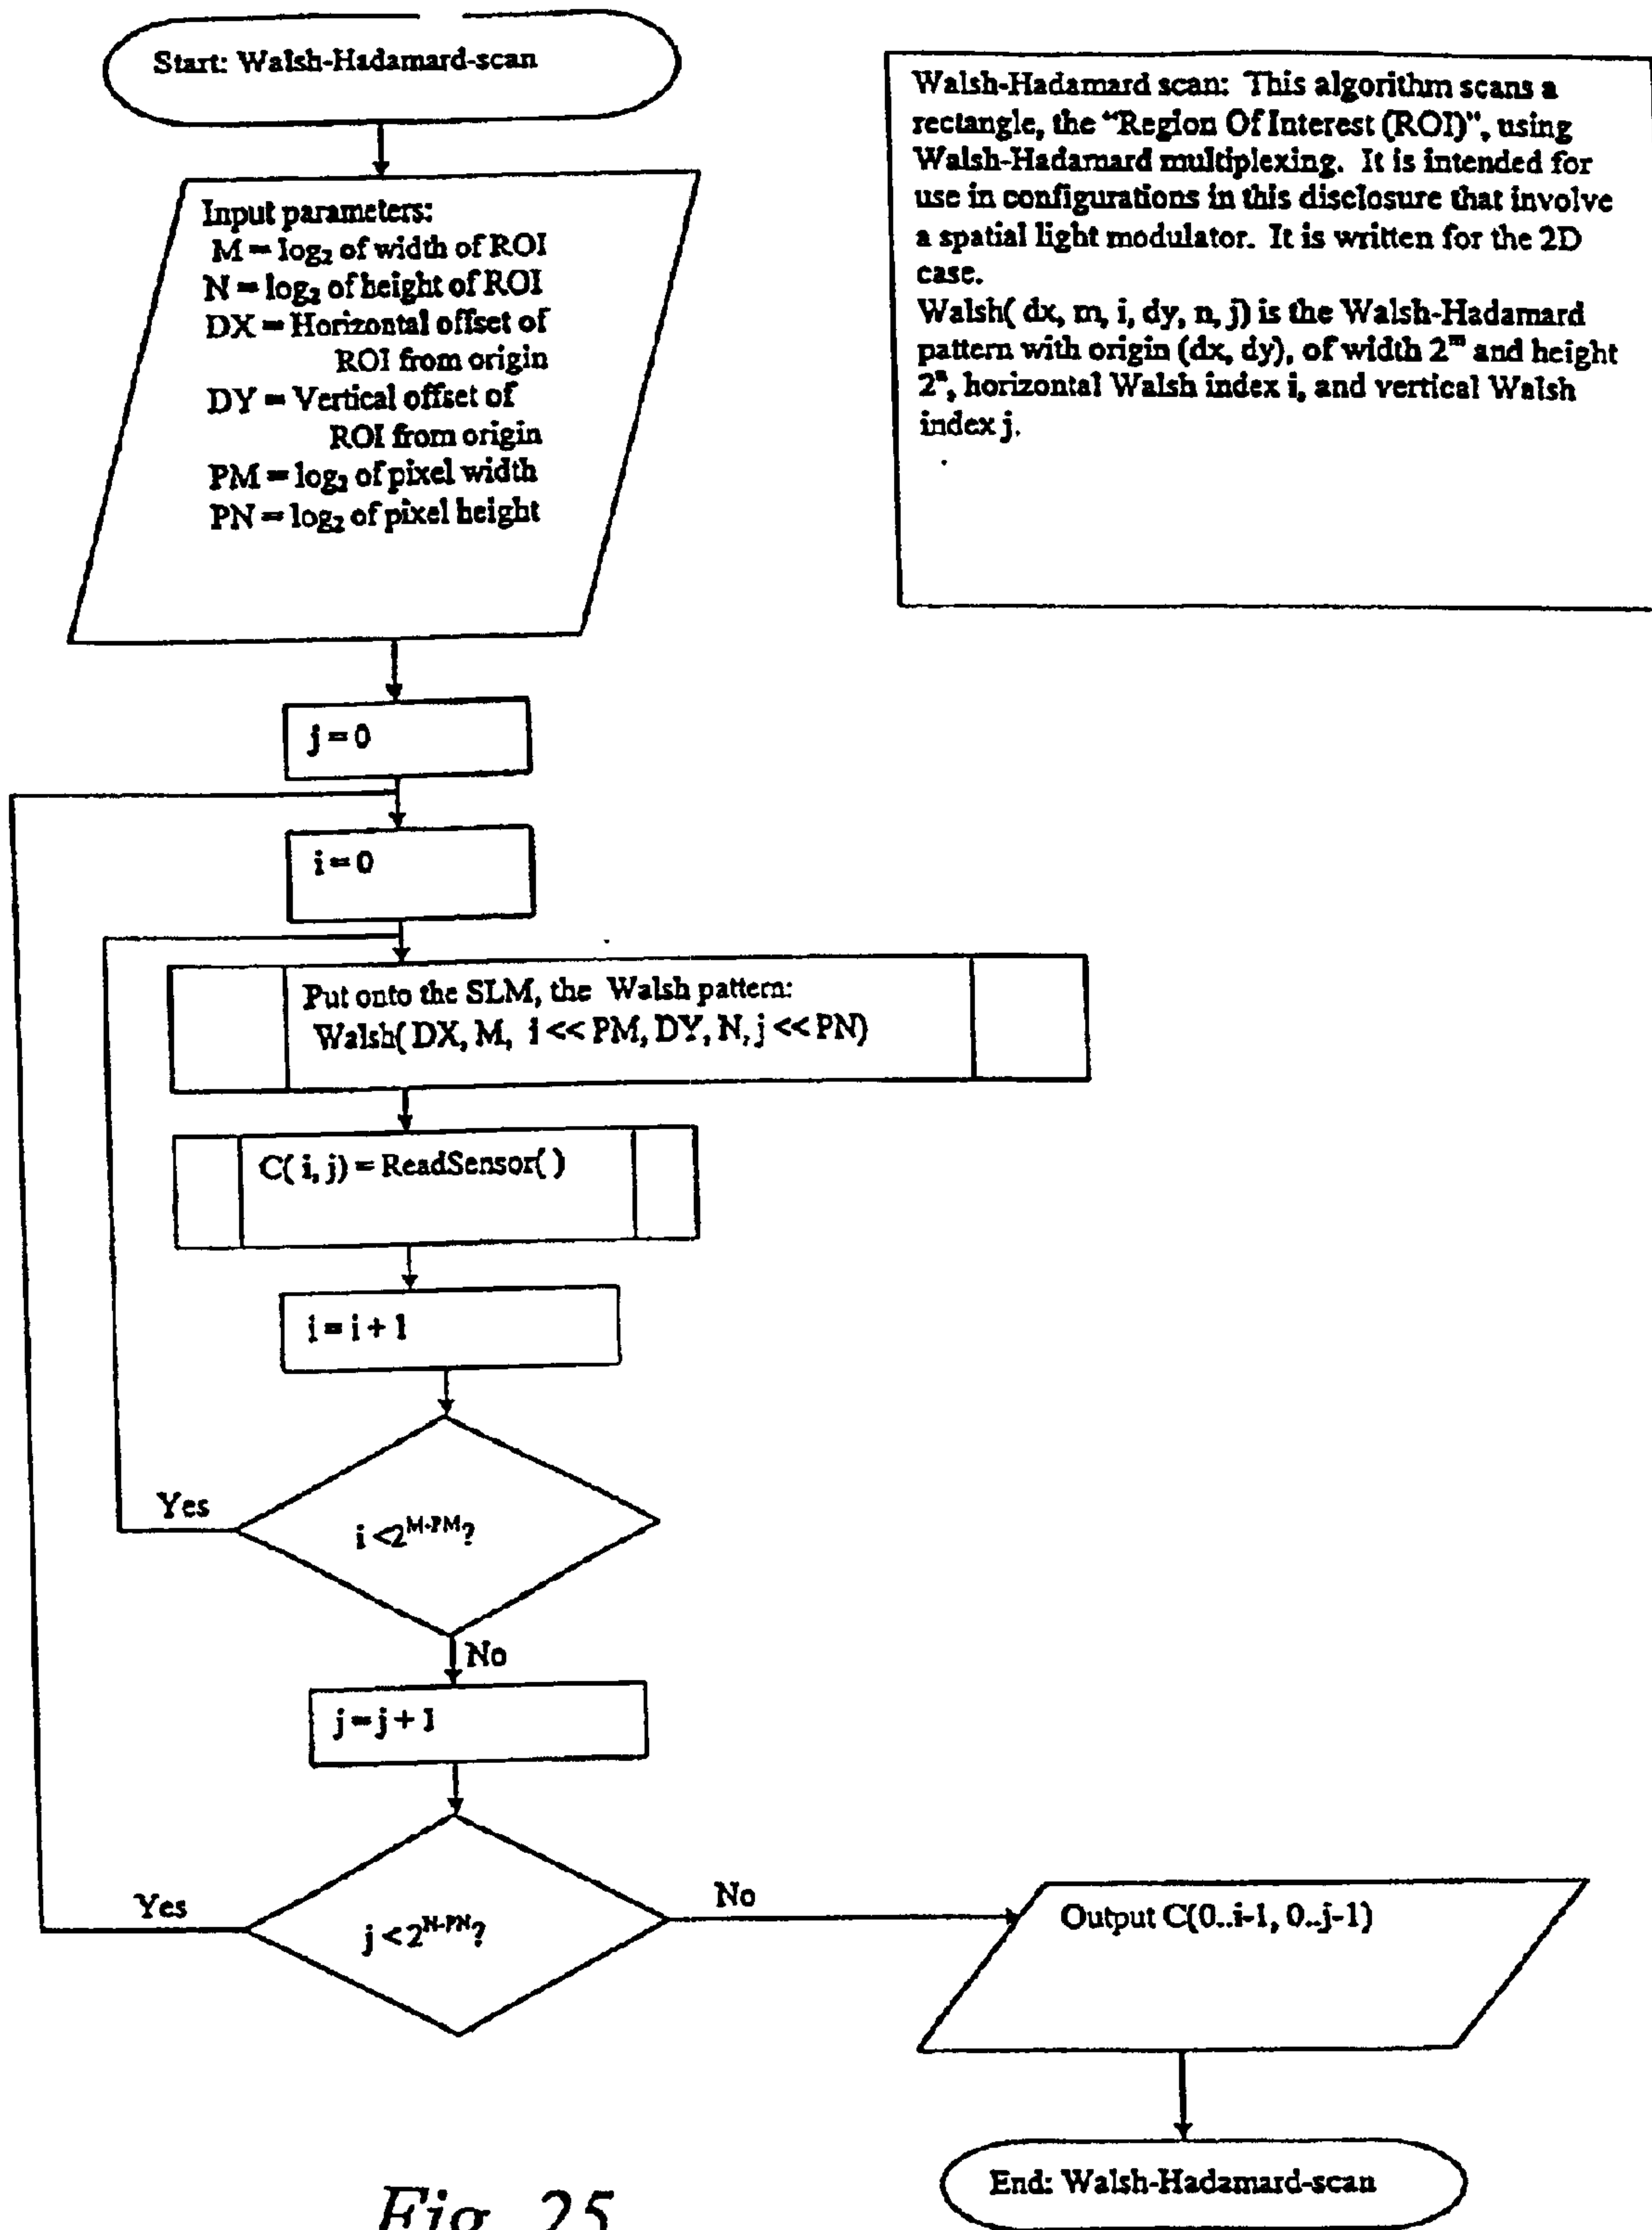 Start: Walsh-Hadamard-scan
Walsh-Hadamard scan: This algorithm scans a
rectangle, the “Region Of Interest (ROI)”, using
Walsh-Hadamard multiplexing. It is intended for
use in configurations in this disclosure that involve
a spatial light modulator. It is written for the 2D
case.
Walsh( dx, m, i, dy, n, j) is the Walsh-Hadamard
pattern with origin (dx, dy), of width 2ᵐ and height
2ⁿ, horizontal Walsh index i, and vertical Walsh
index j.
Input parameters:
M = log₂ of width of ROI
N = log₂ of height of ROI
DX = Horizontal offset of
ROI from origin
DY = Vertical offset of
ROI from origin
PM = log₂ of pixel width
PN = log₂ of pixel height
j = 0
i = 0
Put onto the SLM, the Walsh pattern:
Walsh( DX, M, i << PM, DY, N, j << PN)
C( i, j) = ReadSensor( )
i = i + 1
Yes
i <2^M-PM?
No
j = j + 1
Yes
j < 2^N-PN?
No
Output C(0..i-1, 0..j-1)
End: Walsh-Hadamard-scan
Fig. 25